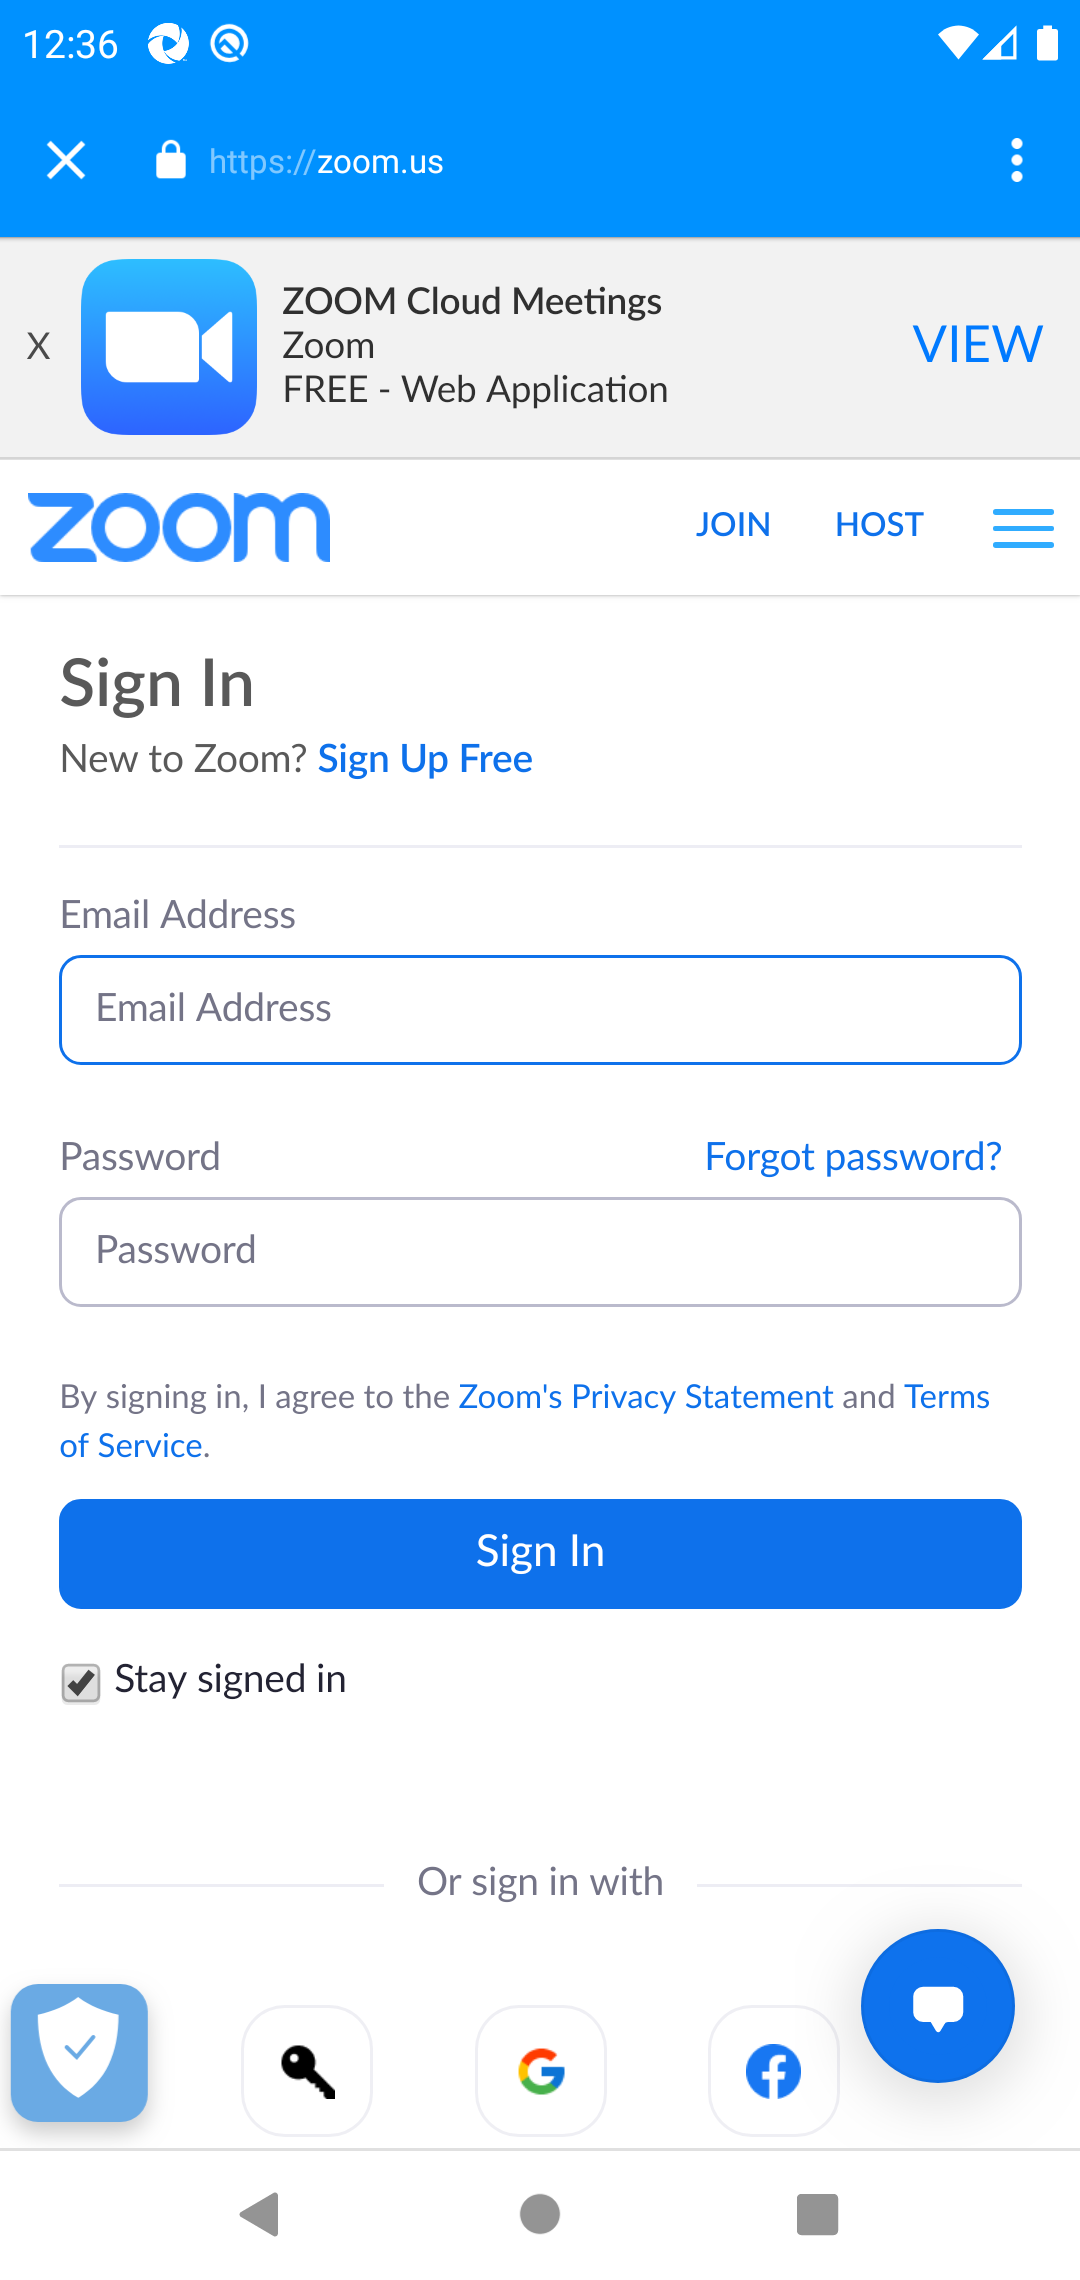 12:36
https://zoom.us
X
ZOOM Cloud Meetings
Zoom
FREE - Web Application
VIEW
zoom
JOIN
HOST
Sign In
New to Zoom? Sign Up Free
Email Address
Email Address
Password
Forgot password?
Password
By signing in, I agree to the Zoom's Privacy Statement and Terms
of Service.
Sign In
Stay signed in
Or sign in with